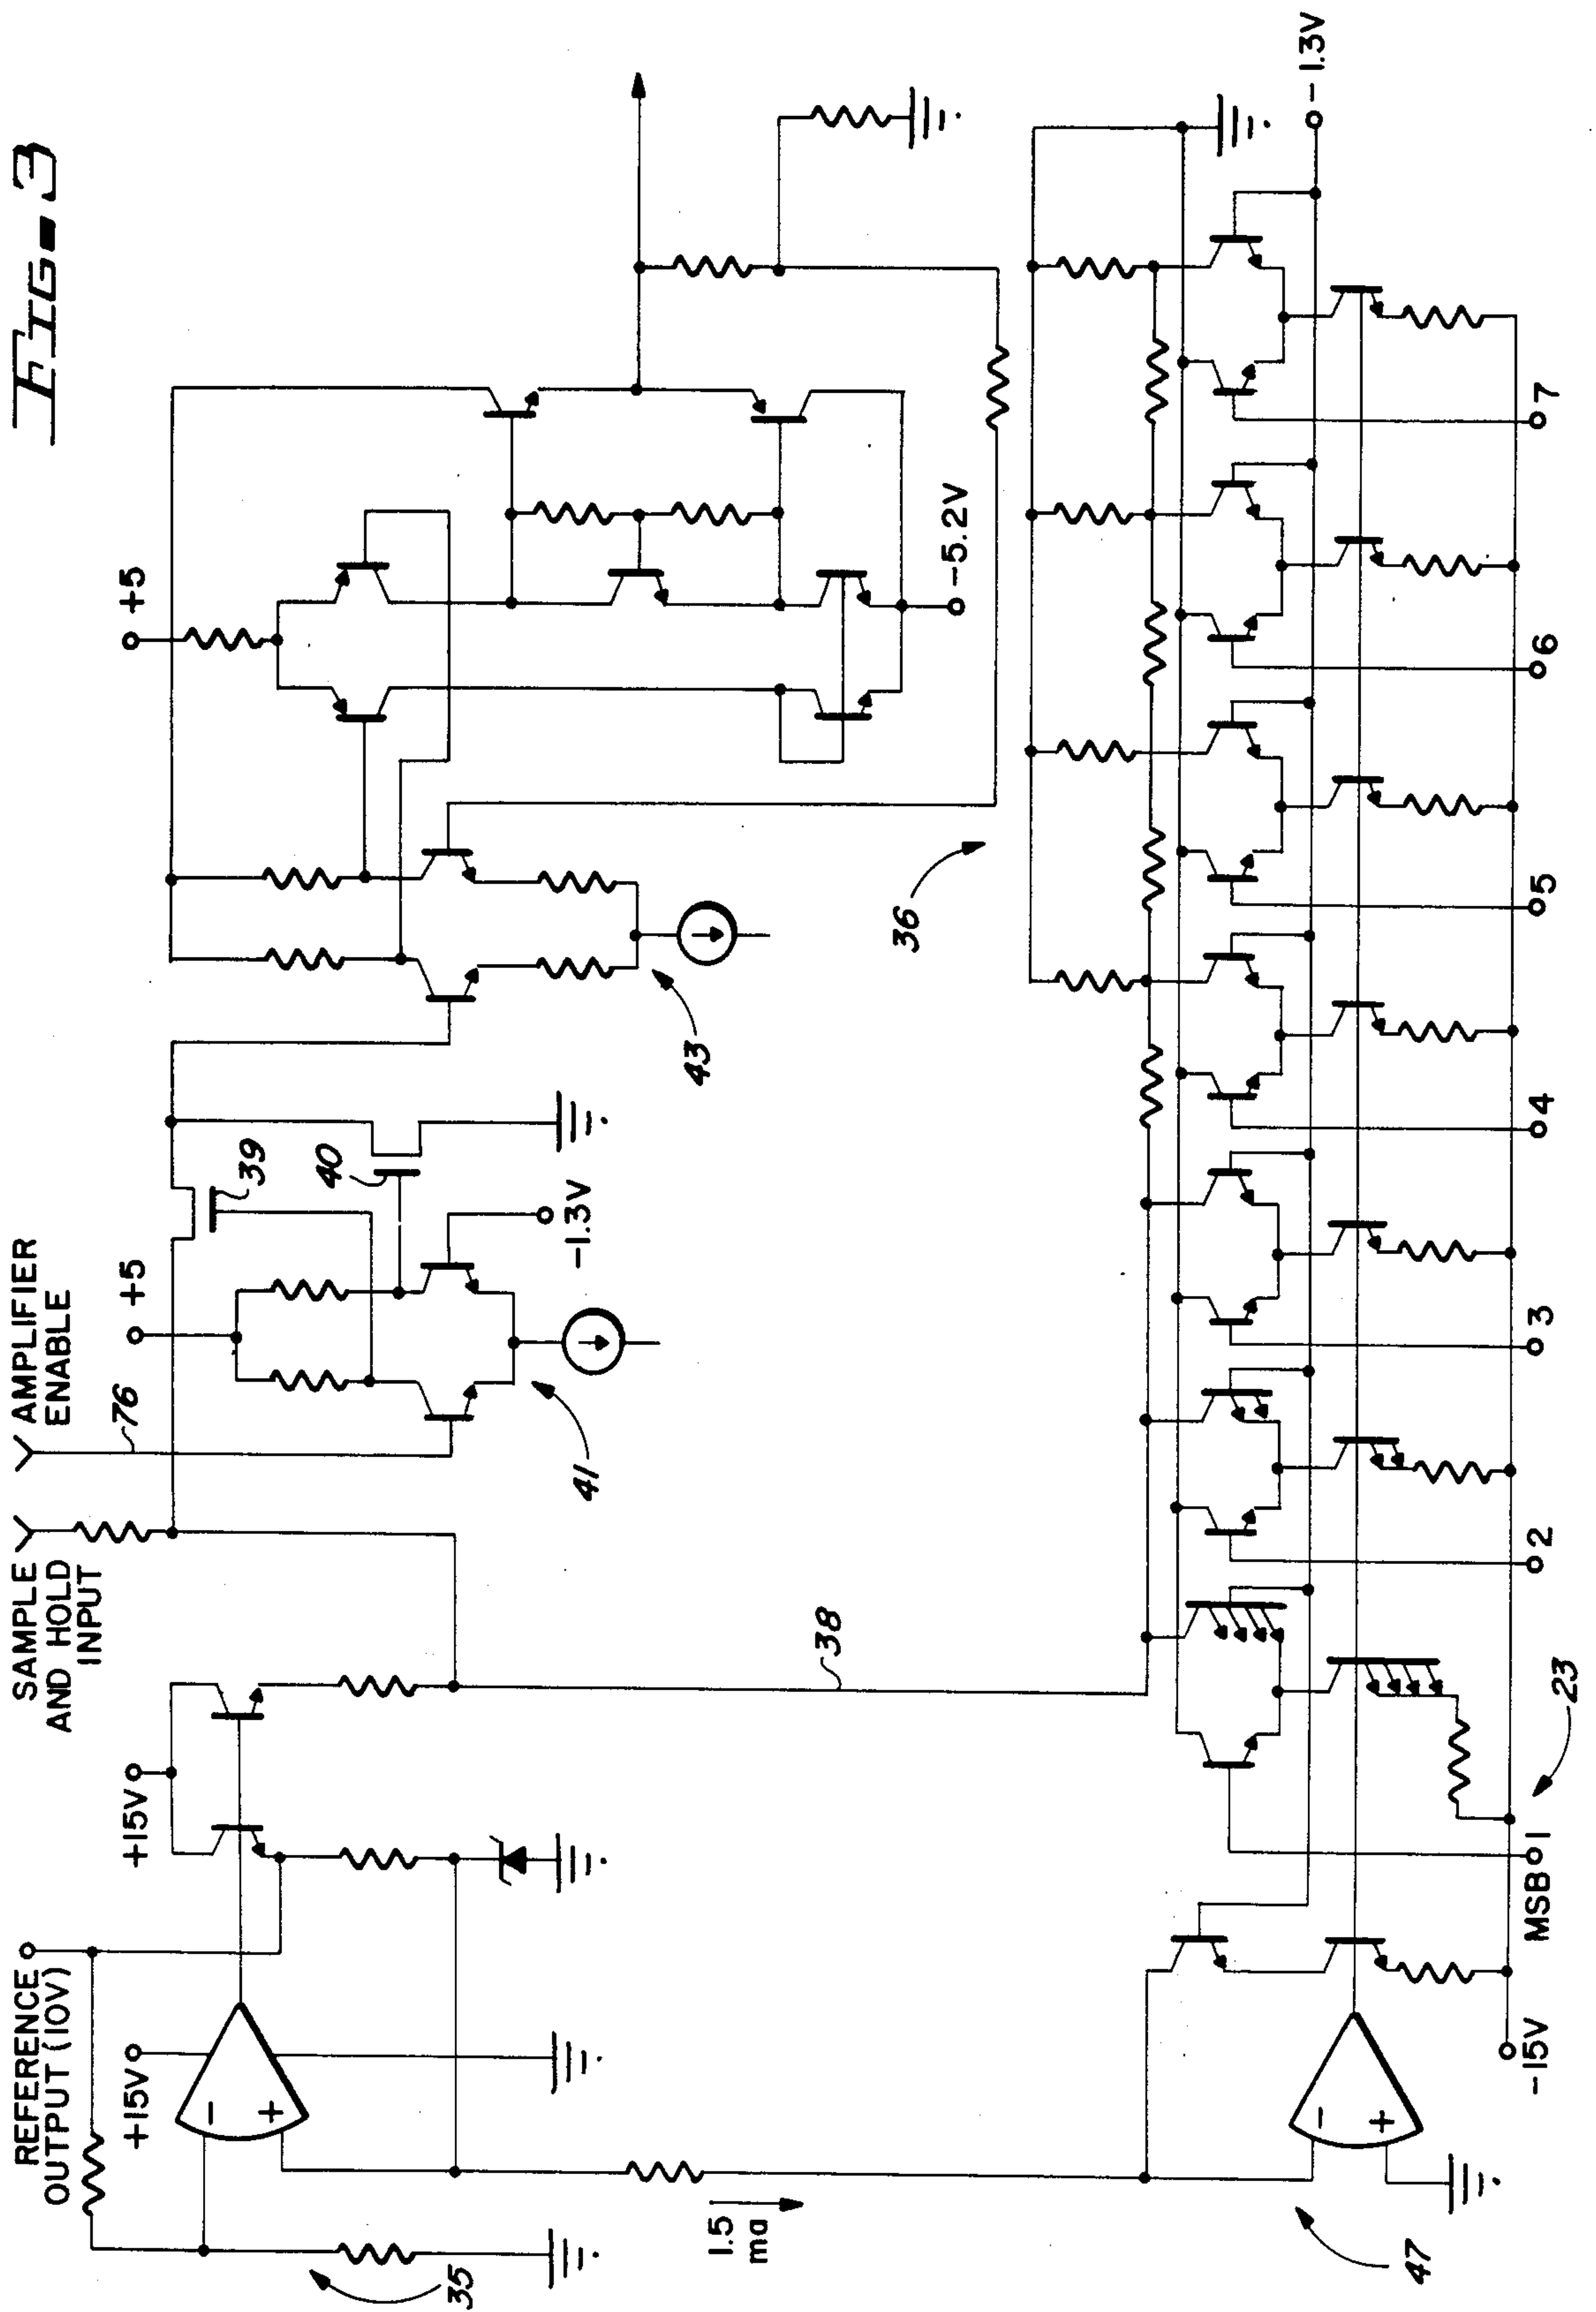 FIG-3
REFERENCE
OUTPUT (10V)
+15V
+15V
SAMPLE
AND HOLD
INPUT
AMPLIFIER
ENABLE
76
+5
39
40
-1.3V
41
43
+5
-5.2V
35
1.5
ma
38
36
-1.3V
47
-15V
MSB
1
2
3
4
5
6
7
23
-
+
-
+